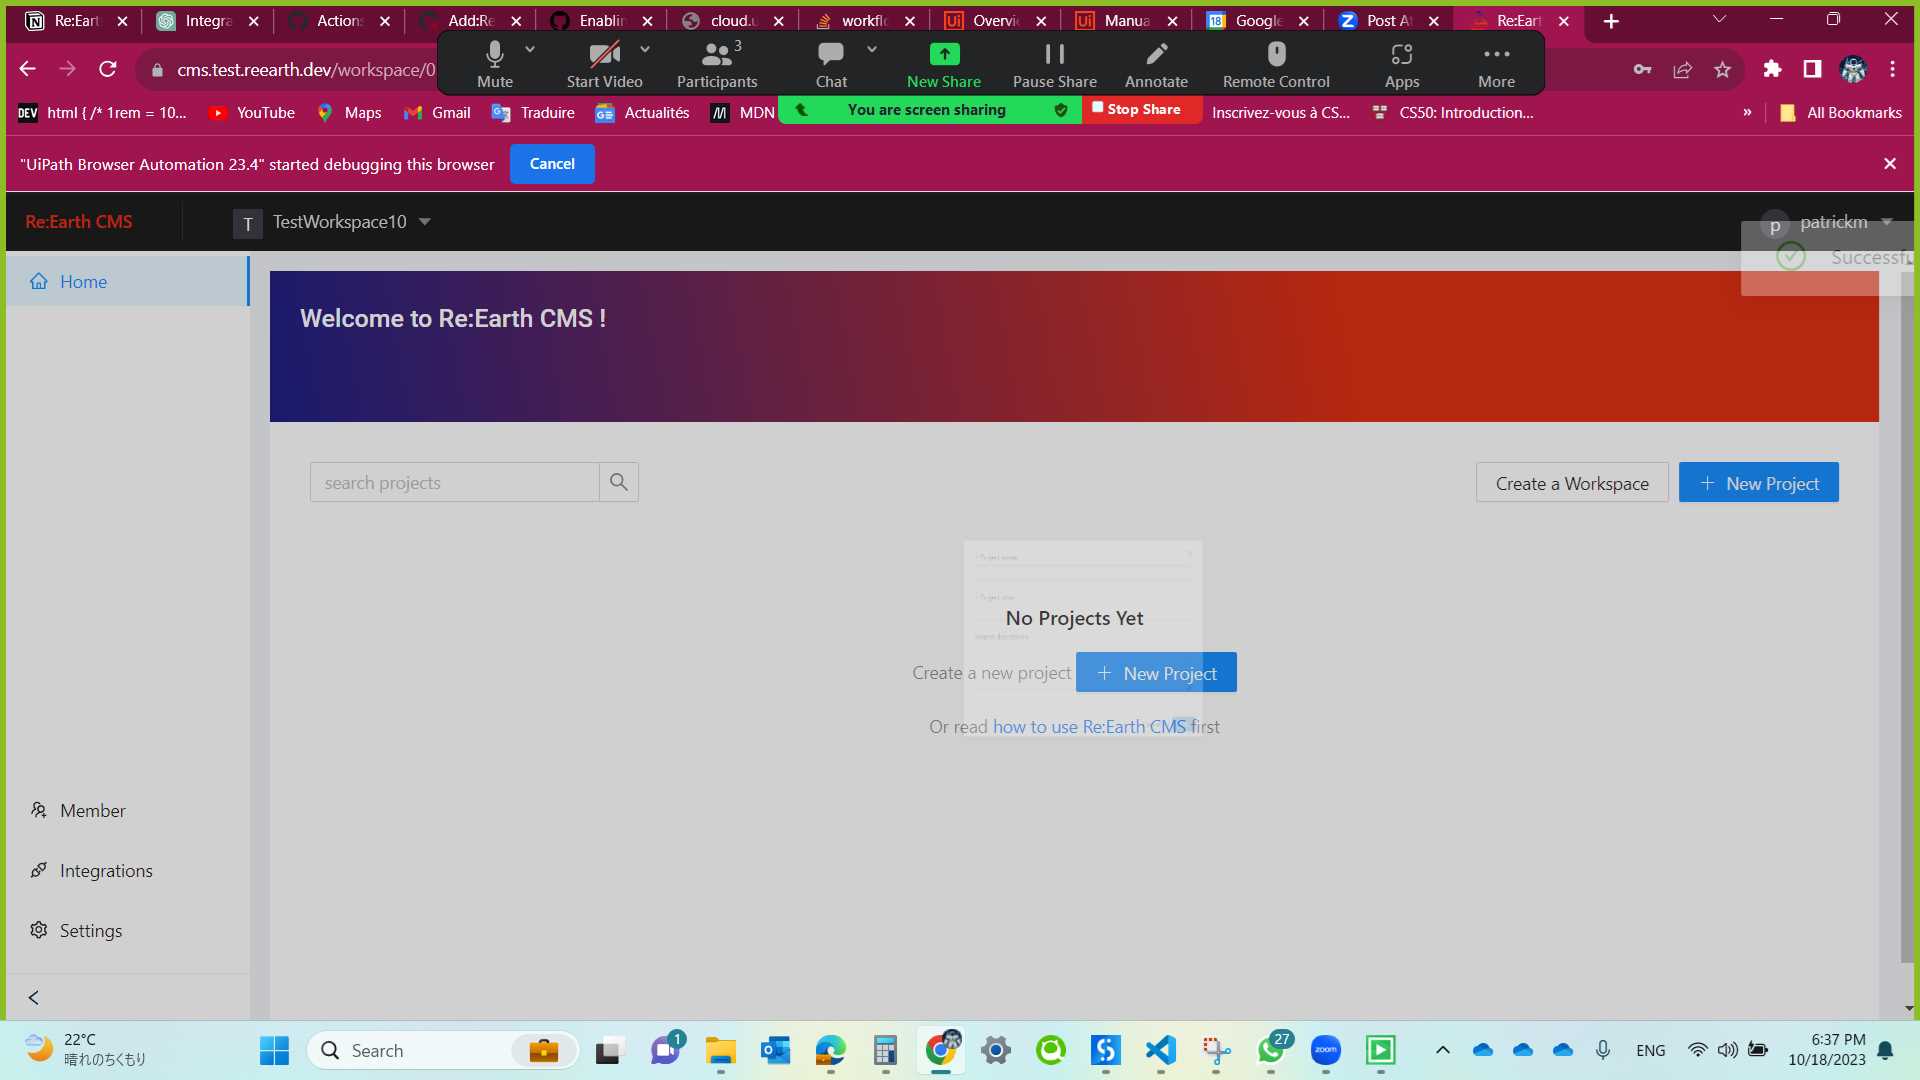 Re:Eart
Integra
Actions
Add:Re
Enablin
cloud.u
workflo
Overvie
Manua
Google
Post At
Re:Eart
cms.test.reearth.dev/workspace/0
Mute
Start Video
3
Participants
Chat
New Share
Pause Share
Annotate
Remote Control
Apps
More
html { /* 1rem = 10...
YouTube
Maps
Gmail
Traduire
Actualités
MDN
You are screen sharing
Stop Share
Inscrivez-vous à CS...
CS50: Introduction...
»
All Bookmarks
"UiPath Browser Automation 23.4" started debugging this browser
Cancel
Re:Earth CMS
T
TestWorkspace10
p
patrickm
Successfu
Home
Welcome to Re:Earth CMS !
search projects
Create a Workspace
+ New Project
No Projects Yet
Create a new project
+ New Project
Or read how to use Re:Earth CMS first
Member
Integrations
Settings
22°C
晴れのちくもり
Search
1
27
zoom
ENG
6:37 PM
10/18/2023